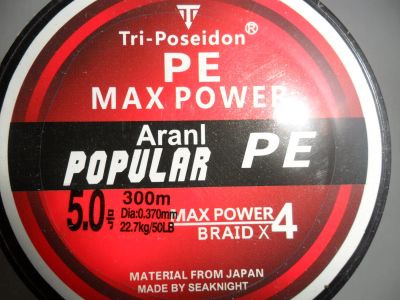 Tri-Poseidon®
PE
MAX POWER
Aranl
POPULAR PE
5.0号
300m
Dia:0.370mm
22.7kg/50LB
MAX POWER
BRAID X 4
MATERIAL FROM JAPAN
MADE BY SEAKNIGHT